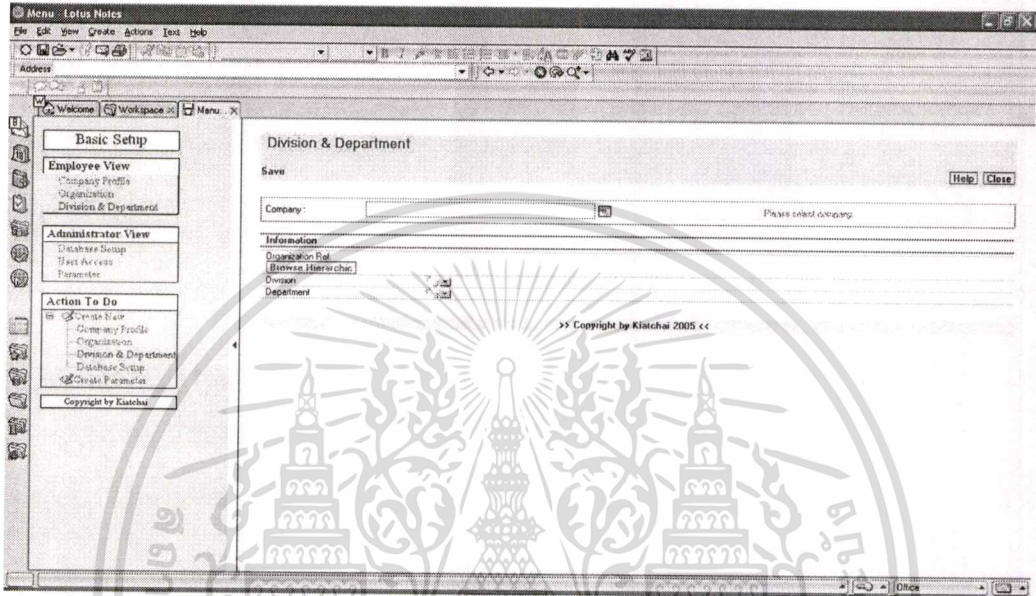 Menu - Lotus Notes
File Edit View Create Actions Text Help
Address
Welcome Workspace Menu
Basic Setup
Employee View
Company Profile
Organization
Division & Department
Administrator View
Database Setup
User Access
Parameter
Action To Do
Create New
Company Profile
Organization
Division & Department
Database Setup
Create Parameter
Copyright by Kiatchai
Division & Department
Save
Help Close
Company :
Please select company
Information
Organization Ref.
Browse Hierarchic
Division
Department
>> Copyright by Kiatchai 2005 <<
Office